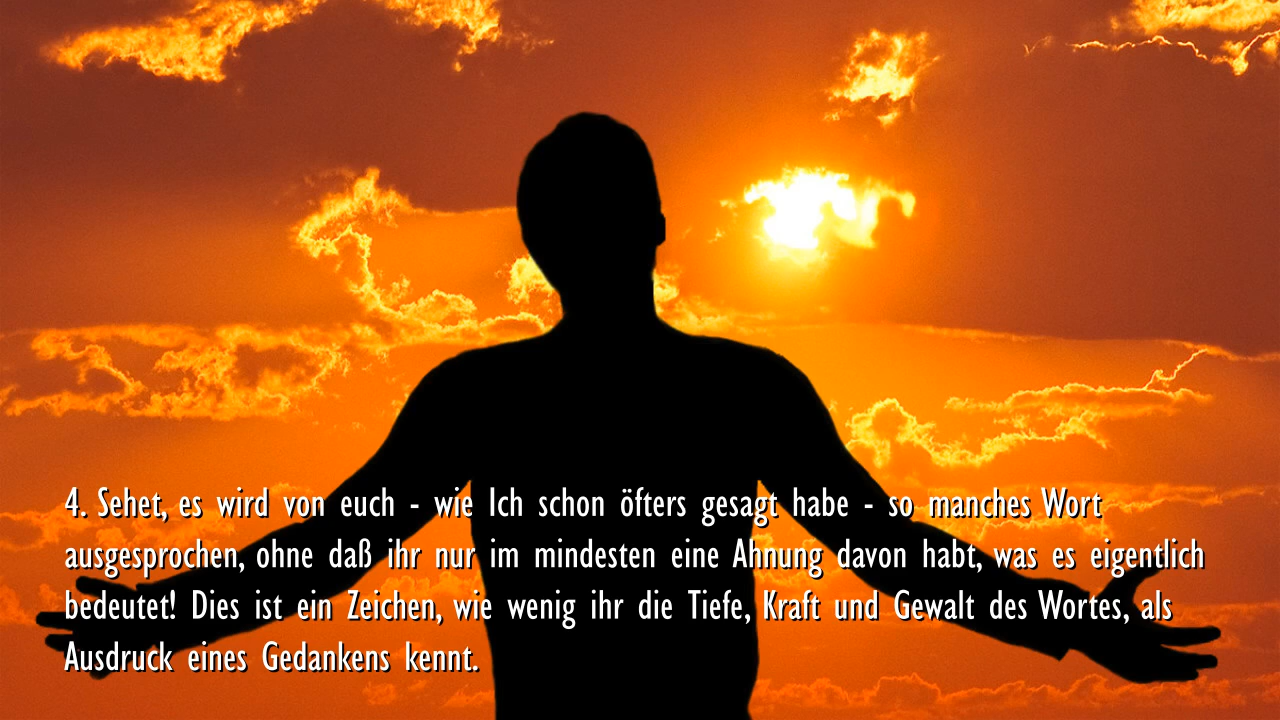 4. Sehet, es wird von euch - wie Ich schon öfters gesagt habe - so manches Wort
ausgesprochen, ohne daß ihr nur im mindesten eine Ahnung davon habt, was es eigentlich
bedeutet! Dies ist ein Zeichen, wie wenig ihr die Tiefe, Kraft und Gewalt des Wortes, als
Ausdruck eines Gedankens kennt.